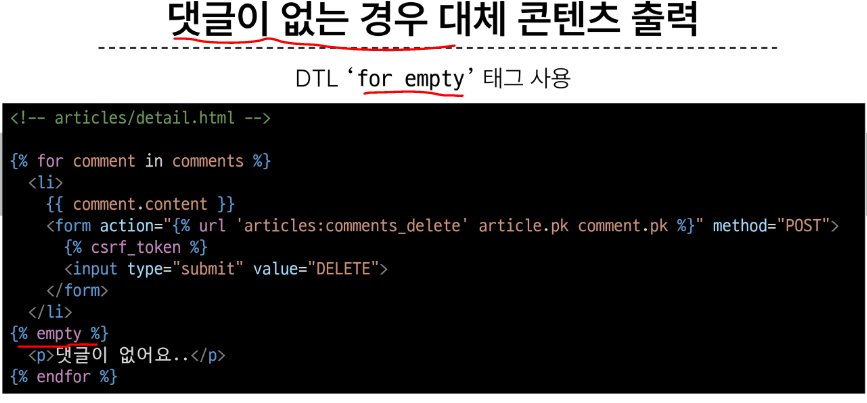 댓글이 없는 경우 대체 콘텐츠 출력
DTL ‘for empty’ 태그 사용
<!-- articles/detail.html -->
{% for comment in comments %}
<li>
{{ comment.content }}
<form action="{% url 'articles:comments_delete' article.pk comment.pk %}" method="POST">
{% csrf_token %}
<input type="submit" value="DELETE">
</form>
</li>
{% empty %}
<p>댓글이 없어요..</p>
{% endfor %}